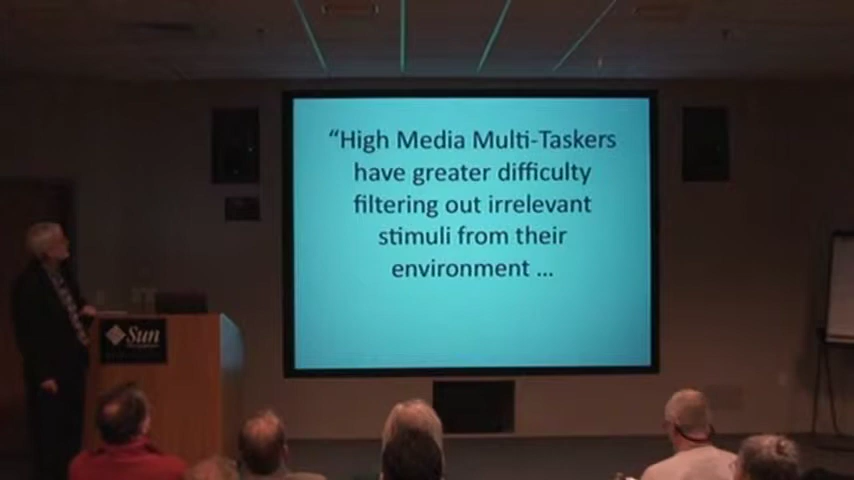 “High Media Multi-Taskers
have greater difficulty
filtering out irrelevant
stimuli from their
environment ...
Sun